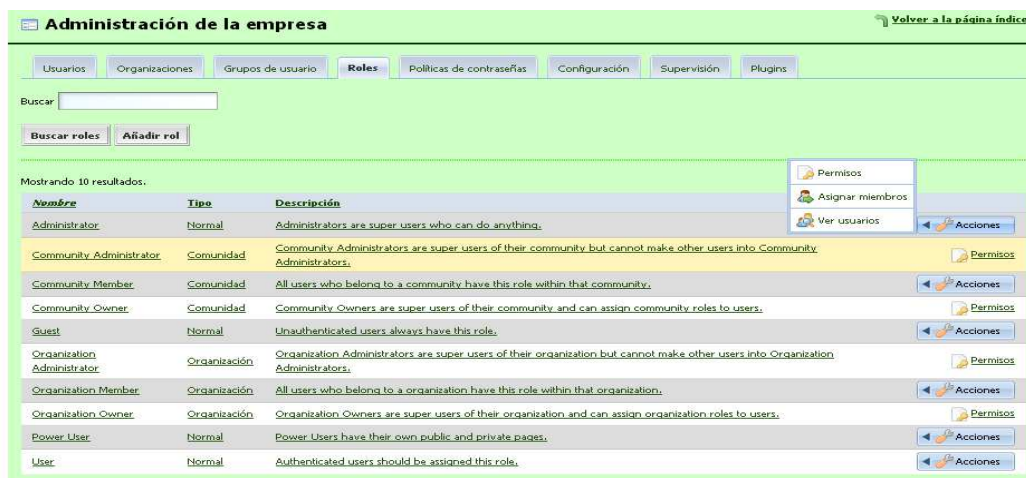 Administración de la empresa
Volver a la página índice
Usuarios Organizaciones Grupos de usuario Roles Políticas de contraseñas Configuración Supervisión Plugins
Buscar
Buscar roles Añadir rol
Mostrando 10 resultados.
Permisos
Asignar miembros
Ver usuarios
Nombre Tipo Descripción
Administrator Normal Administrators are super users who can do anything. Acciones
Community Administrator Comunidad Community Administrators are super users of their community but cannot make other users into Community
Administrators. Permisos
Community Member Comunidad All users who belong to a community have this role within that community. Acciones
Community Owner Comunidad Community Owners are super users of their community and can assign community roles to users. Permisos
Guest Normal Unauthenticated users always have this role. Acciones
Organization
Administrator Organización Organization Administrators are super users of their organization but cannot make other users into Organization
Administrators. Permisos
Organization Member Organización All users who belong to a organization have this role within that organization. Acciones
Organization Owner Organización Organization Owners are super users of their organization and can assign organization roles to users. Permisos
Power User Normal Power Users have their own public and private pages. Acciones
User Normal Authenticated users should be assigned this role. Acciones